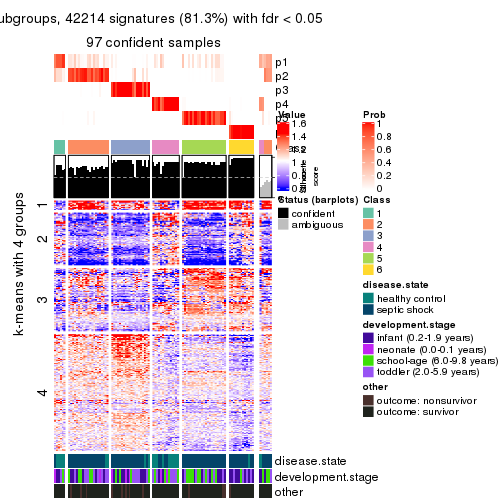 ubgroups, 42214 signatures (81.3%) with fdr < 0.05
97 confident samples
p1
p2
p3
p4
k-means with 4 groups
1
2
3
4
Value
1.6
1.4
1
Prob
1
0.8
0.6
0.4
0.2
0
score
Status (barplots)
confident
ambiguous
Class
1
2
3
4
5
6
disease.state
healthy control
septic shock
development.stage
infant (0.2-1.9 years)
neonate (0.0-0.1 years)
school-age (6.0-9.8 years)
toddler (2.0-5.9 years)
other
outcome: nonsurvivor
outcome: survivor
disease.state
development.stage
other